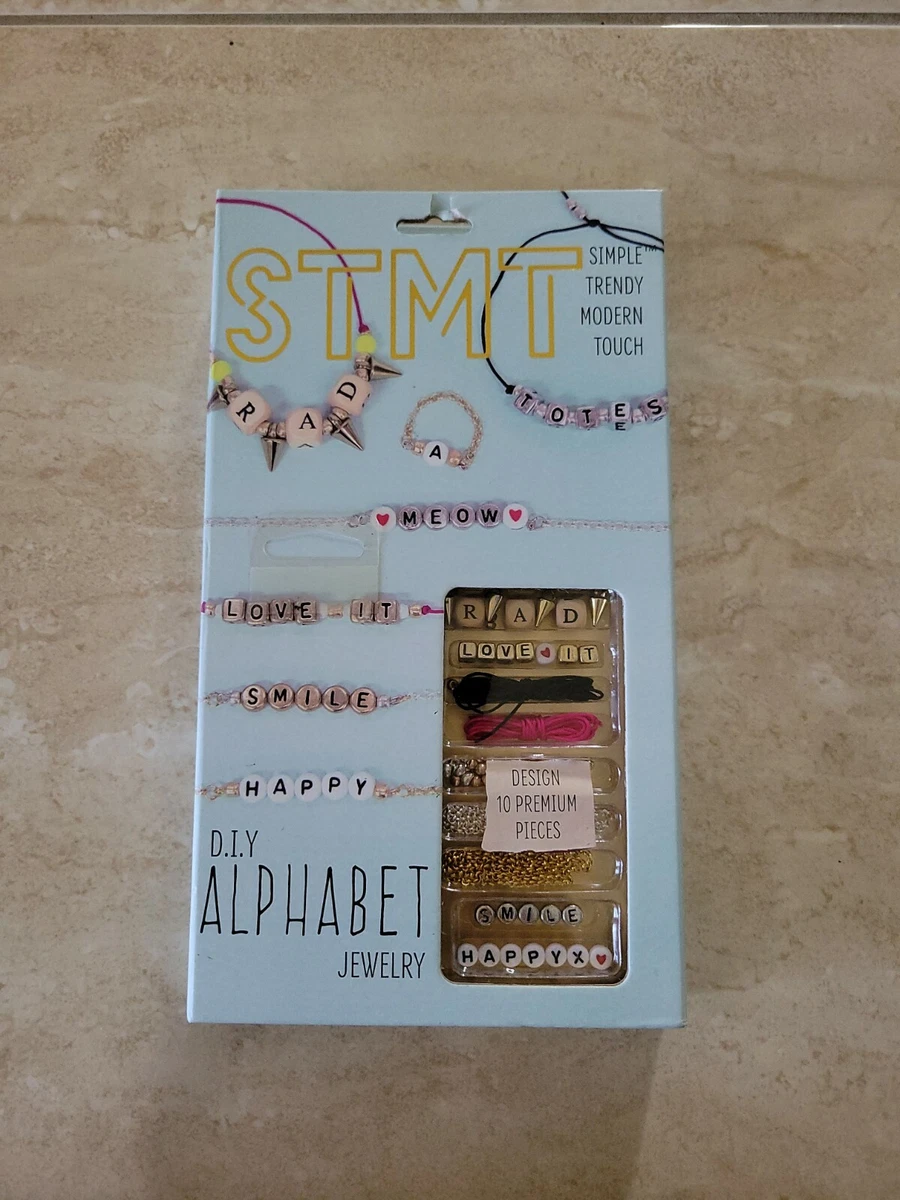 STMT
SIMPLE™
TRENDY
MODERN
TOUCH
RAD
TOTES
A
MEOW
LOVE IT
SMILE
HAPPY
D.I.Y
ALPHABET
JEWELRY
RAD
LOVE IT
DESIGN
10 PREMIUM
PIECES
SMILE
HAPPYX